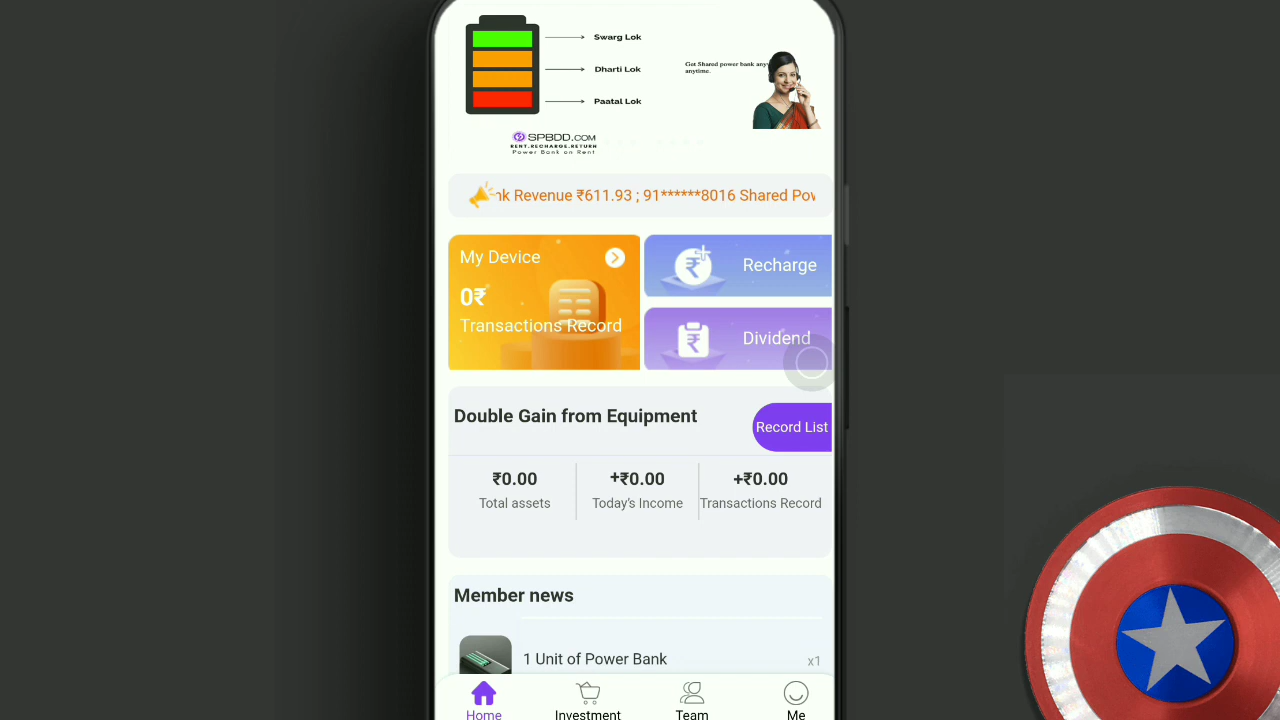 Swarg Lok
Dharti Lok
Paatal Lok
Get Shared power bank any
anytime.
SPBDD.COM
RENT.RECHARGE.RETURN
Power Bank on Rent
nk Revenue ₹611.93 ; 91******8016 Shared Pow
My Device
0₹
Transactions Record
Recharge
Dividend
Double Gain from Equipment
Record List
₹0.00
+₹0.00
+₹0.00
Total assets
Today's Income
Transactions Record
Member news
1 Unit of Power Bank
x1
Home
Investment
Team
Me